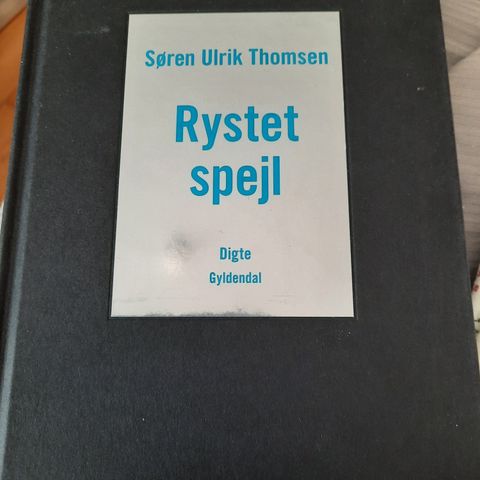 Søren Ulrik Thomsen
Rystet
spejl
Digte
Gyldendal